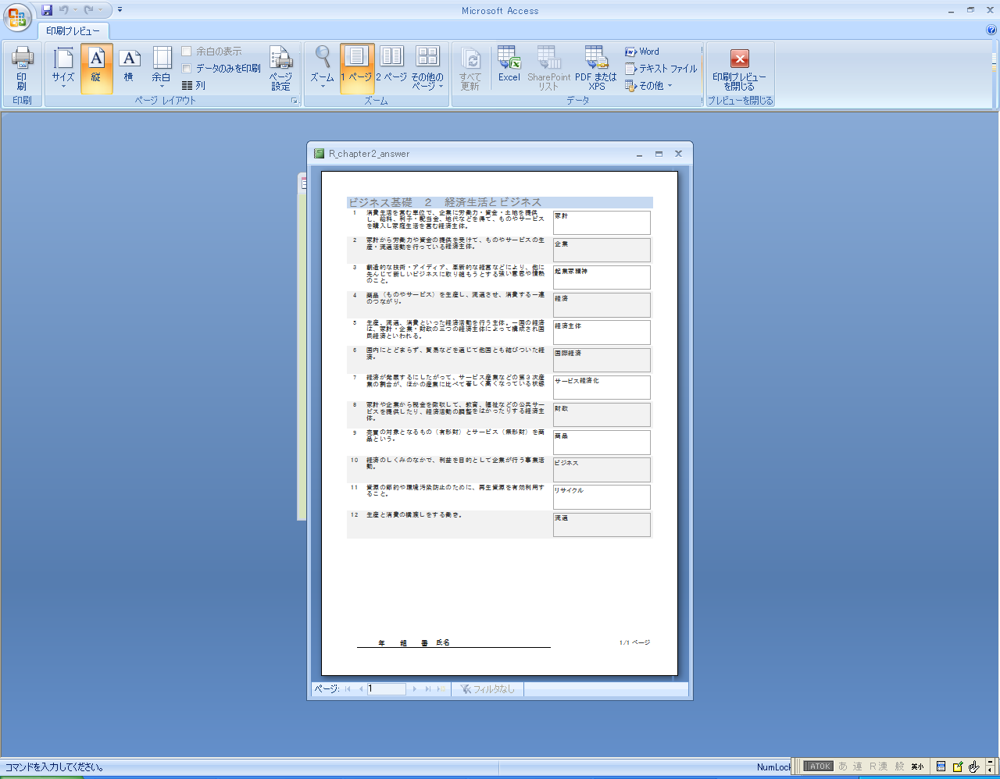 Microsoft Access
印刷プレビュー
印刷
サイズ
縦
横
余白
余白の表示
データのみを印刷
列
ページ設定
ズーム
1 ページ
2 ページ
その他のページ
すべて更新
Excel
SharePoint リスト
PDF または XPS
Word
テキスト ファイル
その他
印刷プレビューを閉じる
印刷
ページ レイアウト
ズーム
データ
プレビューを閉じる
R_chapter2_answer
ビジネス基礎　２　経済生活とビジネス
1 消費生活を営む単位で、企業に労働力・資金・土地を提供
し、給料、利子・配当金、地代などを得て、ものやサービス
を購入し家庭生活を営む経済主体。
家計
2 家計から労働力や資金の提供を受けて、ものやサービスの生
産・流通活動を行っている経済主体。
企業
3 創造的な技術・アイディア、革新的な経営などにより、他に
先んじて新しいビジネスに取り組もうとする強い意思や情熱
のこと。
起業家精神
4 商品（ものやサービス）を生産し、流通させ、消費する一連
のつながり。
経済
5 生産、流通、消費といった経済活動を行う主体。一国の経済
は、家計・企業・財政の三つの経済主体によって構成され国
民経済といわれる。
経済主体
6 国内にとどまらず、貿易などを通じて他国とも結びついた経
済。
国際経済
7 経済が発展するにしたがって、サービス産業などの第３次産
業の割合が、ほかの産業に比べて著しく高くなっている状態
サービス経済化
8 家計や企業から税金を徴収して、教育、福祉などの公共サー
ビスを提供したり、経済活動の調整をはかったりする経済主
体。
財政
9 売買の対象となるもの（有形財）とサービス（無形財）を商
品という。
商品
10 経済のしくみのなかで、利益を目的として企業が行う事業活
動。
ビジネス
11 資源の節約や環境汚染防止のために、再生資源を有効利用す
ること。
リサイクル
12 生産と消費の橋渡しをする働き。
流通
年　組　番　氏名
1/1 ページ
ページ: 1 フィルタなし
コマンドを入力してください。
NumLock
ATOK あ 連 R漢 般 英小